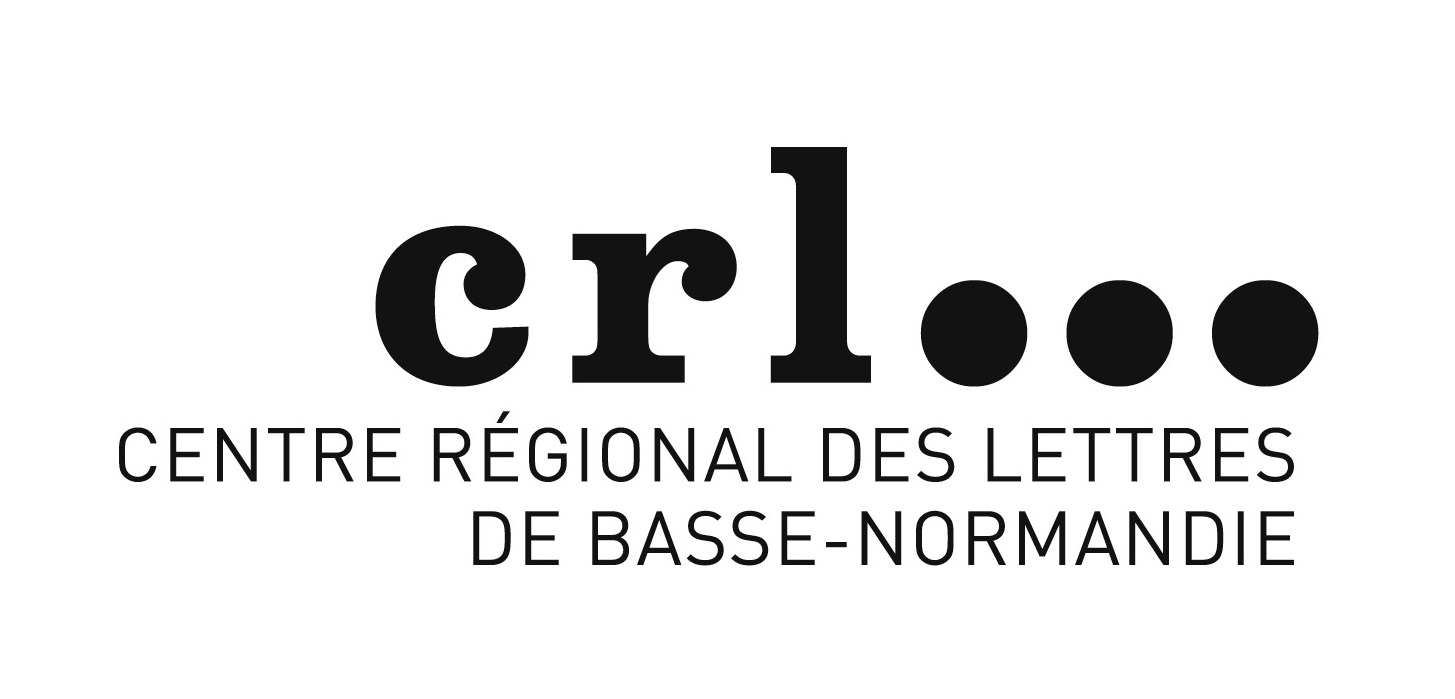 crl...
CENTRE RÉGIONAL DES LETTRES
DE BASSE-NORMANDIE